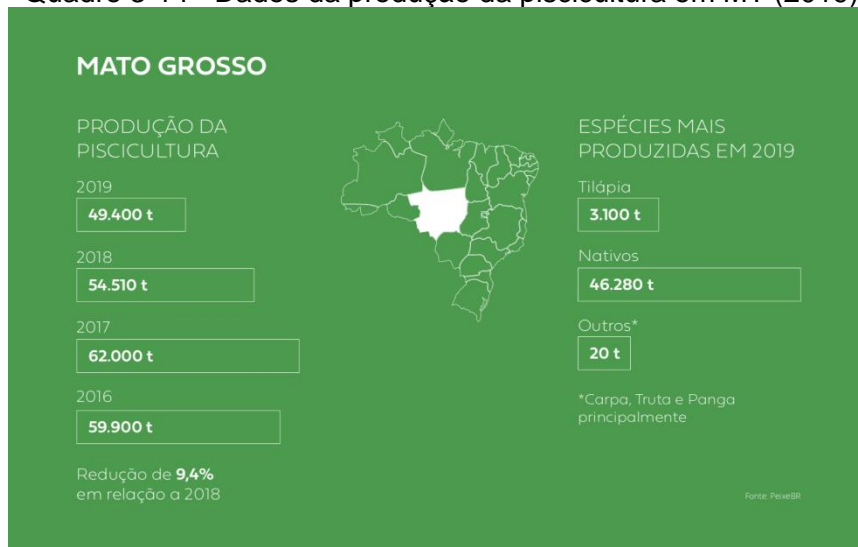 MATO GROSSO
PRODUÇÃO DA
PISCICULTURA
2019
49.400 t
2018
54.510 t
2017
62.000 t
2016
59.900 t
Redução de 9,4%
em relação a 2018
ESPÉCIES MAIS
PRODUZIDAS EM 2019
Tilápia
3.100 t
Nativos
46.280 t
Outros*
20 t
*Carpa, Truta e Panga
principalmente
Fonte: PeixeBR